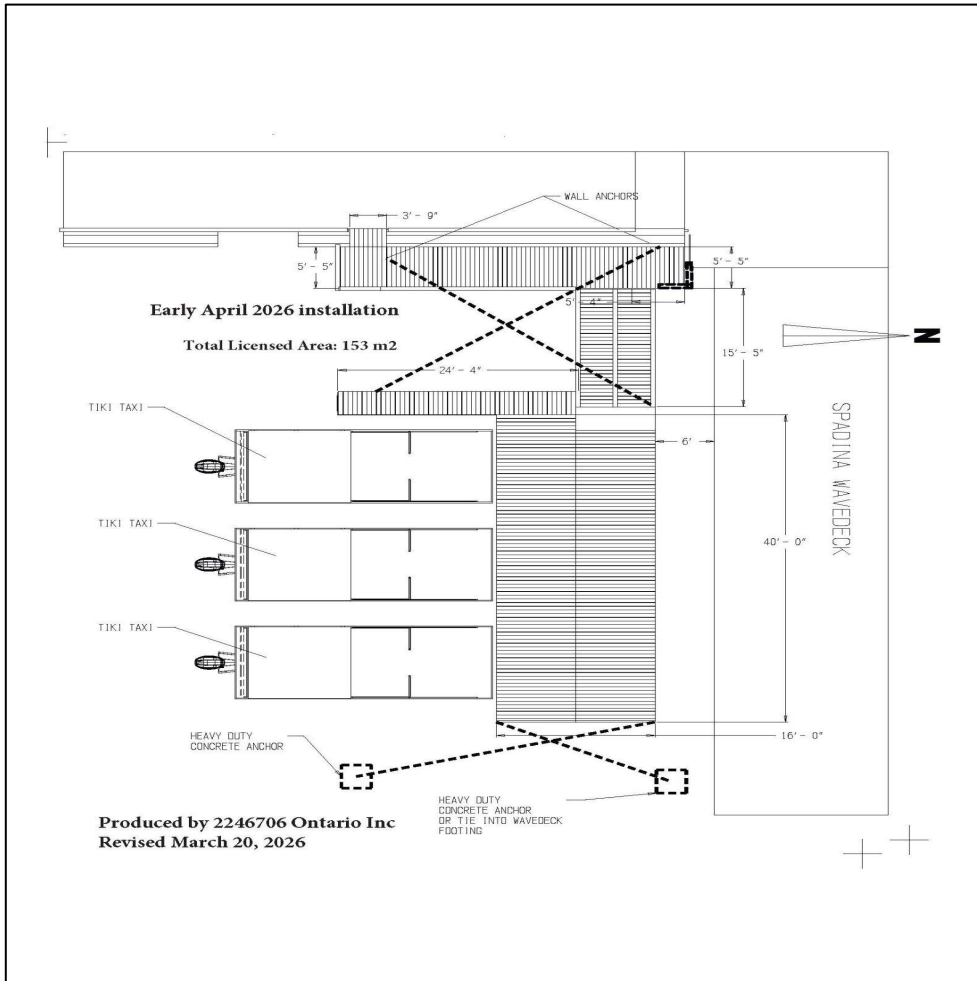 WALL ANCHORS
3'- 9"
5'- 5"
5'- 5"
Early April 2026 installation
5'- 4"
Total Licensed Area: 153 m2
15'- 5"
N
24'- 4"
TIKI TAXI
6'
SPADINA WAVEDECK
TIKI TAXI
40'- 0"
TIKI TAXI
HEAVY DUTY
CONCRETE ANCHOR
16'- 0"
HEAVY DUTY
CONCRETE ANCHOR
OR TIE INTO WAVEDECK
FOOTING
Produced by 2246706 Ontario Inc
Revised March 20, 2026